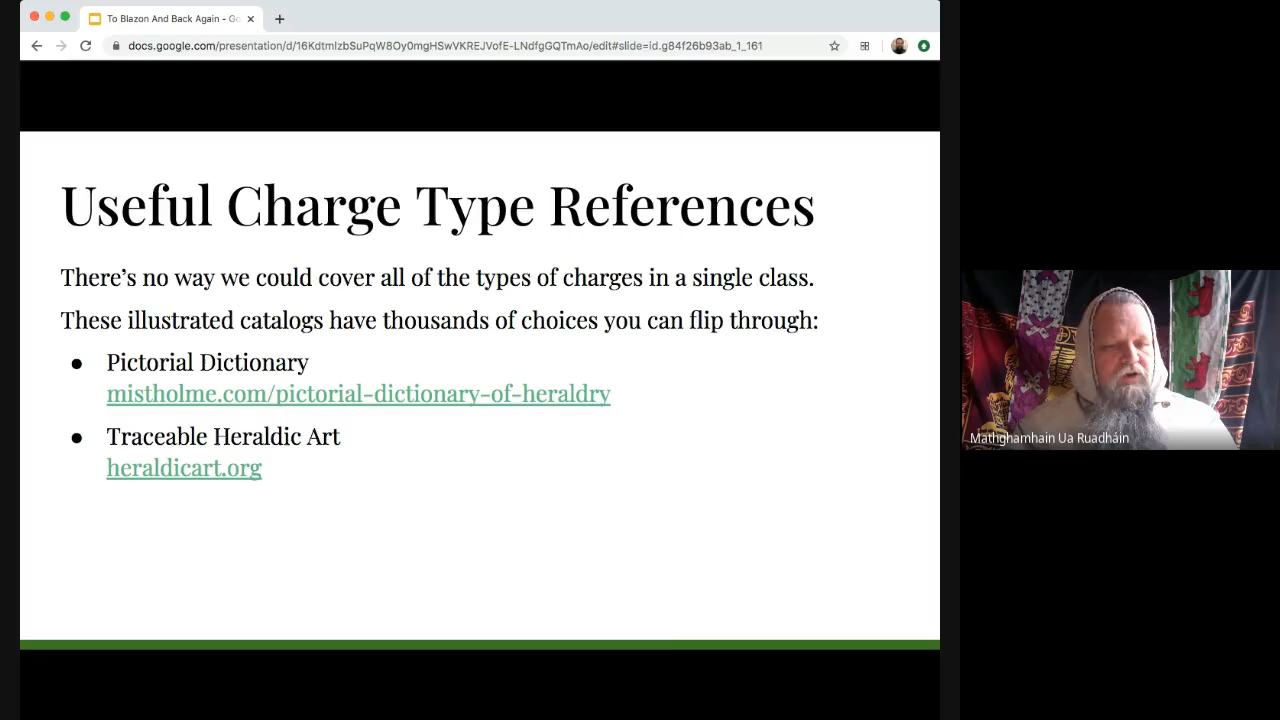 To Blazon And Back Again - Go
docs.google.com/presentation/d/16KdtmlzbSuPqW8Oy0mgHSwVKREJVofE-LNdfgGQTmAo/edit#slide=id.g84f26b93ab_1_161
Useful Charge Type References
There’s no way we could cover all of the types of charges in a single class.
These illustrated catalogs have thousands of choices you can flip through:
● Pictorial Dictionary
mistholme.com/pictorial-dictionary-of-heraldry
● Traceable Heraldic Art
heraldicart.org
Mathghamhain Ua Ruadháin